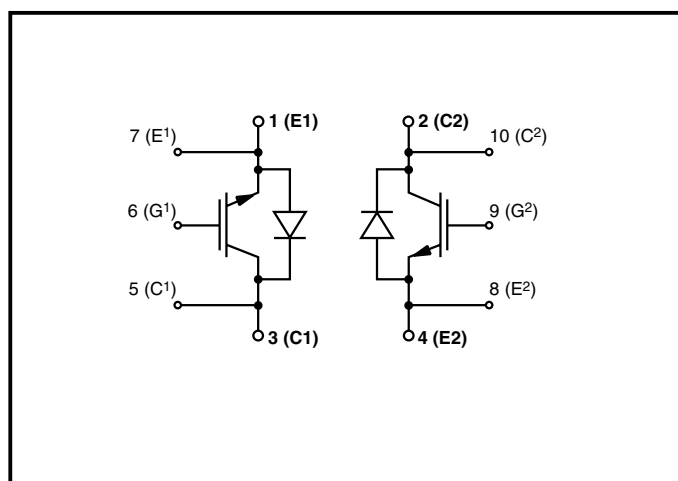 1 (E1)
2 (C2)
7 (E¹)
10 (C²)
6 (G¹)
9 (G²)
5 (C¹)
8 (E²)
3 (C1)
4 (E2)